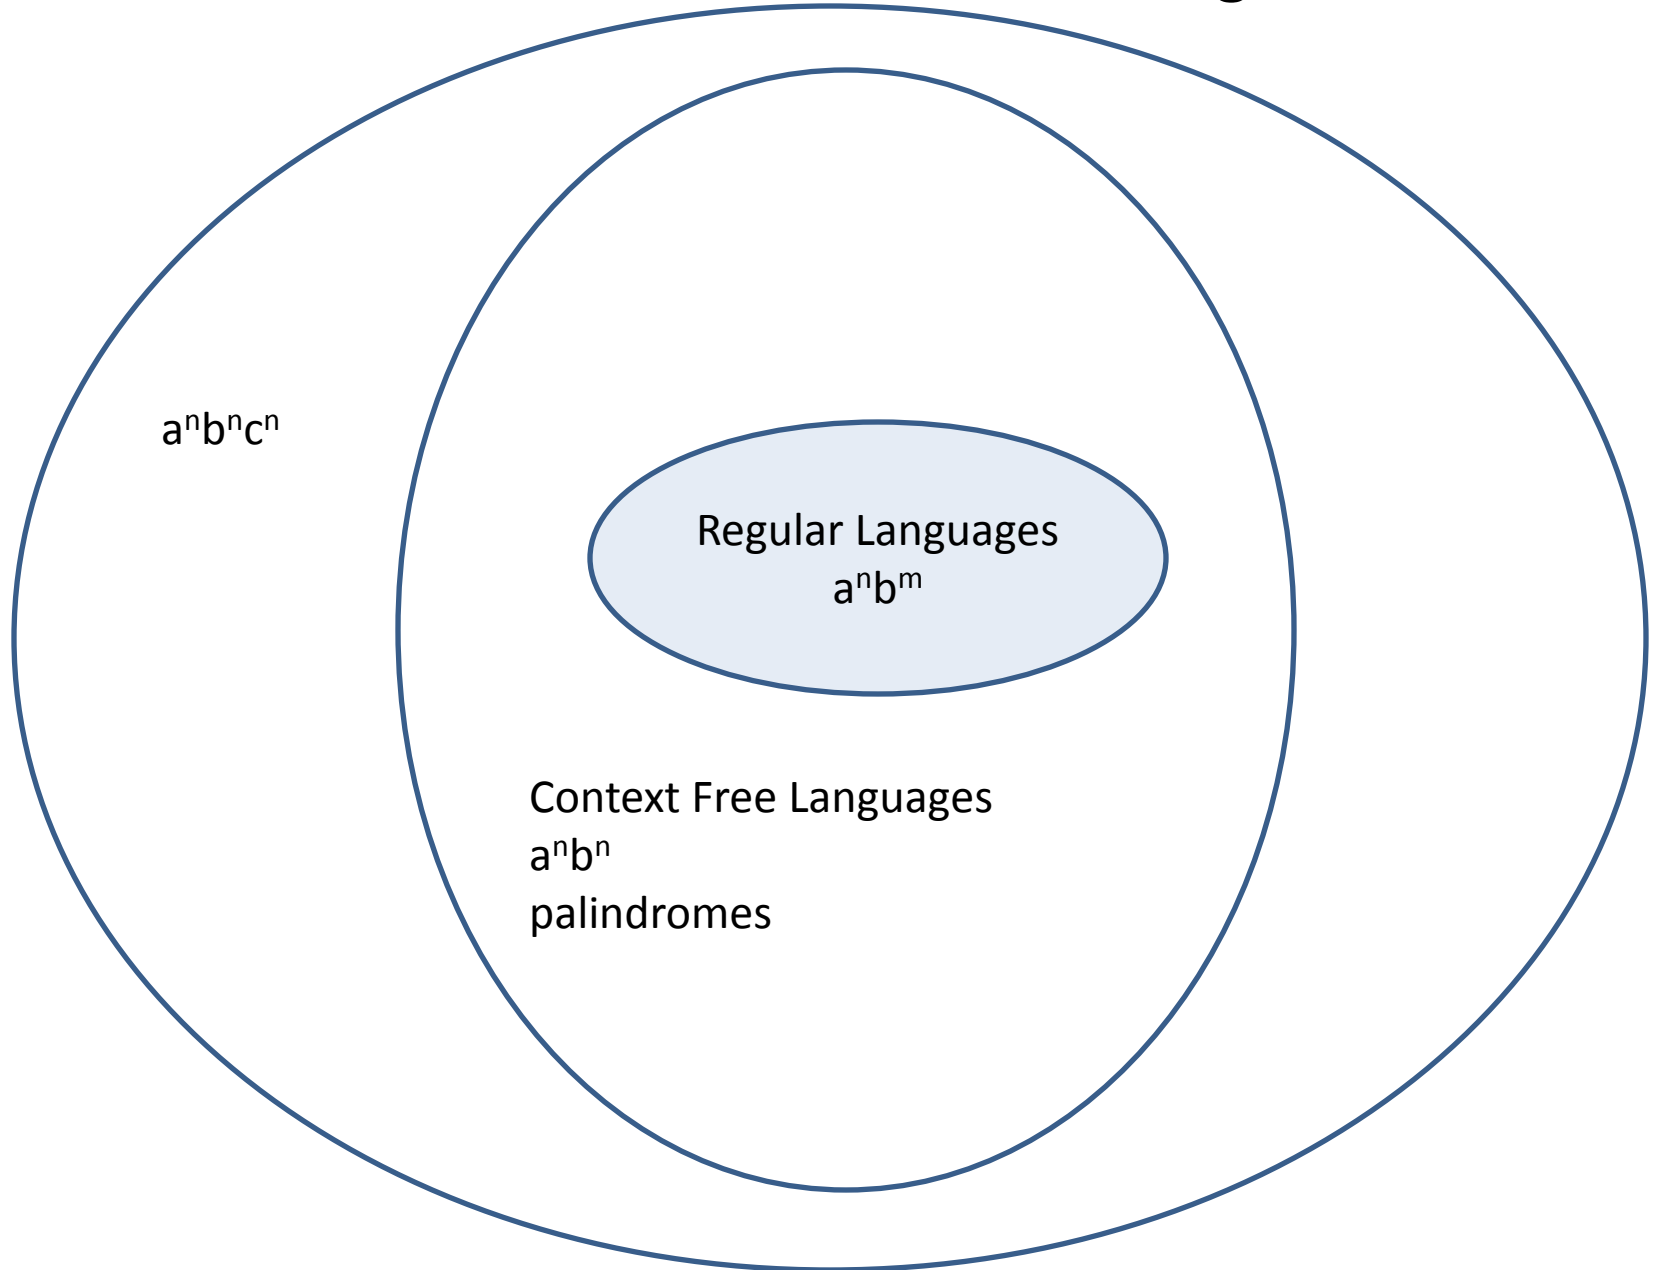 aⁿbⁿcⁿ
Regular Languages
aⁿbᵐ
Context Free Languages
aⁿbⁿ
palindromes